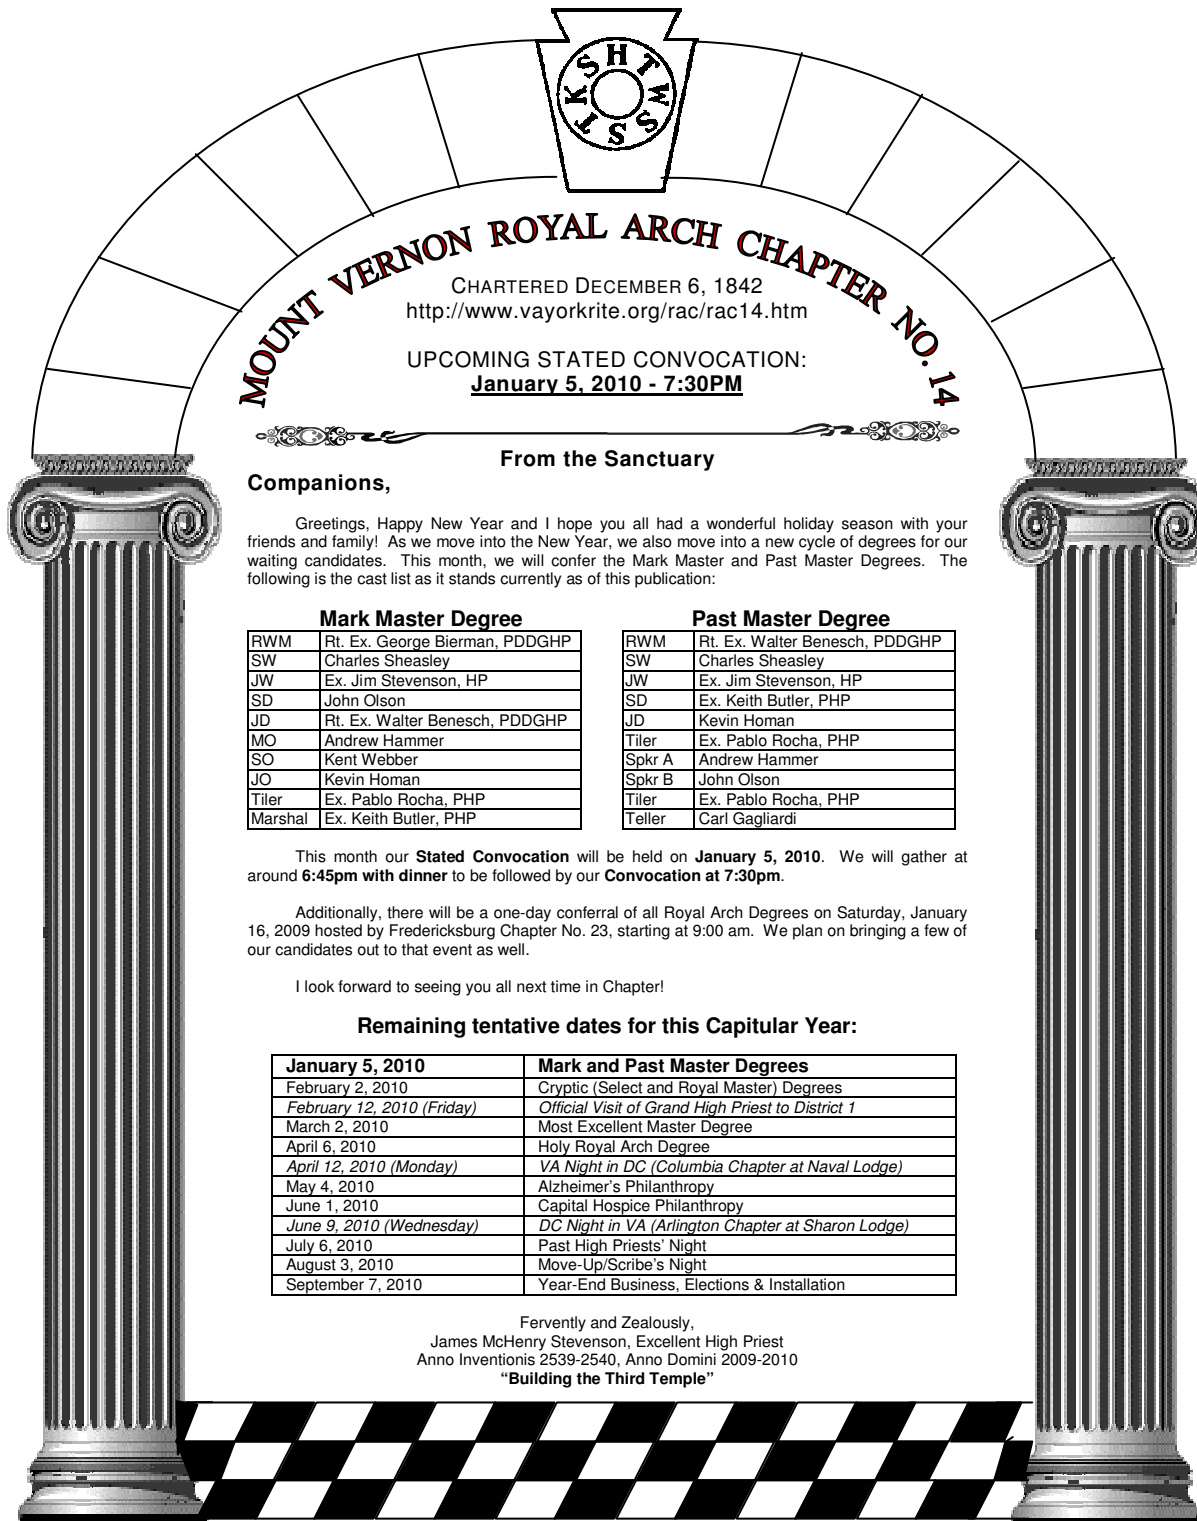 H T W S S T K S
MOUNT VERNON ROYAL ARCH CHAPTER NO. 14
CHARTERED DECEMBER 6, 1842
http://www.vayorkrite.org/rac/rac14.htm
UPCOMING STATED CONVOCATION:
January 5, 2010 - 7:30PM
From the Sanctuary
Companions,
Greetings, Happy New Year and I hope you all had a wonderful holiday season with your
friends and family! As we move into the New Year, we also move into a new cycle of degrees for our
waiting candidates. This month, we will confer the Mark Master and Past Master Degrees. The
following is the cast list as it stands currently as of this publication:
Mark Master Degree
RWM Rt. Ex. George Bierman, PDDGHP
SW Charles Sheasley
JW Ex. Jim Stevenson, HP
SD John Olson
JD Rt. Ex. Walter Benesch, PDDGHP
MO Andrew Hammer
SO Kent Webber
JO Kevin Homan
Tiler Ex. Pablo Rocha, PHP
Marshal Ex. Keith Butler, PHP
Past Master Degree
RWM Rt. Ex. Walter Benesch, PDDGHP
SW Charles Sheasley
JW Ex. Jim Stevenson, HP
SD Ex. Keith Butler, PHP
JD Kevin Homan
Tiler Ex. Pablo Rocha, PHP
Spkr A Andrew Hammer
Spkr B John Olson
Tiler Ex. Pablo Rocha, PHP
Teller Carl Gagliardi
This month our Stated Convocation will be held on January 5, 2010. We will gather at
around 6:45pm with dinner to be followed by our Convocation at 7:30pm.
Additionally, there will be a one-day conferral of all Royal Arch Degrees on Saturday, January
16, 2009 hosted by Fredericksburg Chapter No. 23, starting at 9:00 am. We plan on bringing a few of
our candidates out to that event as well.
I look forward to seeing you all next time in Chapter!
Remaining tentative dates for this Capitular Year:
January 5, 2010 Mark and Past Master Degrees
February 2, 2010 Cryptic (Select and Royal Master) Degrees
February 12, 2010 (Friday) Official Visit of Grand High Priest to District 1
March 2, 2010 Most Excellent Master Degree
April 6, 2010 Holy Royal Arch Degree
April 12, 2010 (Monday) VA Night in DC (Columbia Chapter at Naval Lodge)
May 4, 2010 Alzheimer’s Philanthropy
June 1, 2010 Capital Hospice Philanthropy
June 9, 2010 (Wednesday) DC Night in VA (Arlington Chapter at Sharon Lodge)
July 6, 2010 Past High Priests’ Night
August 3, 2010 Move-Up/Scribe’s Night
September 7, 2010 Year-End Business, Elections & Installation
Fervently and Zealously,
James McHenry Stevenson, Excellent High Priest
Anno Inventionis 2539-2540, Anno Domini 2009-2010
“Building the Third Temple”